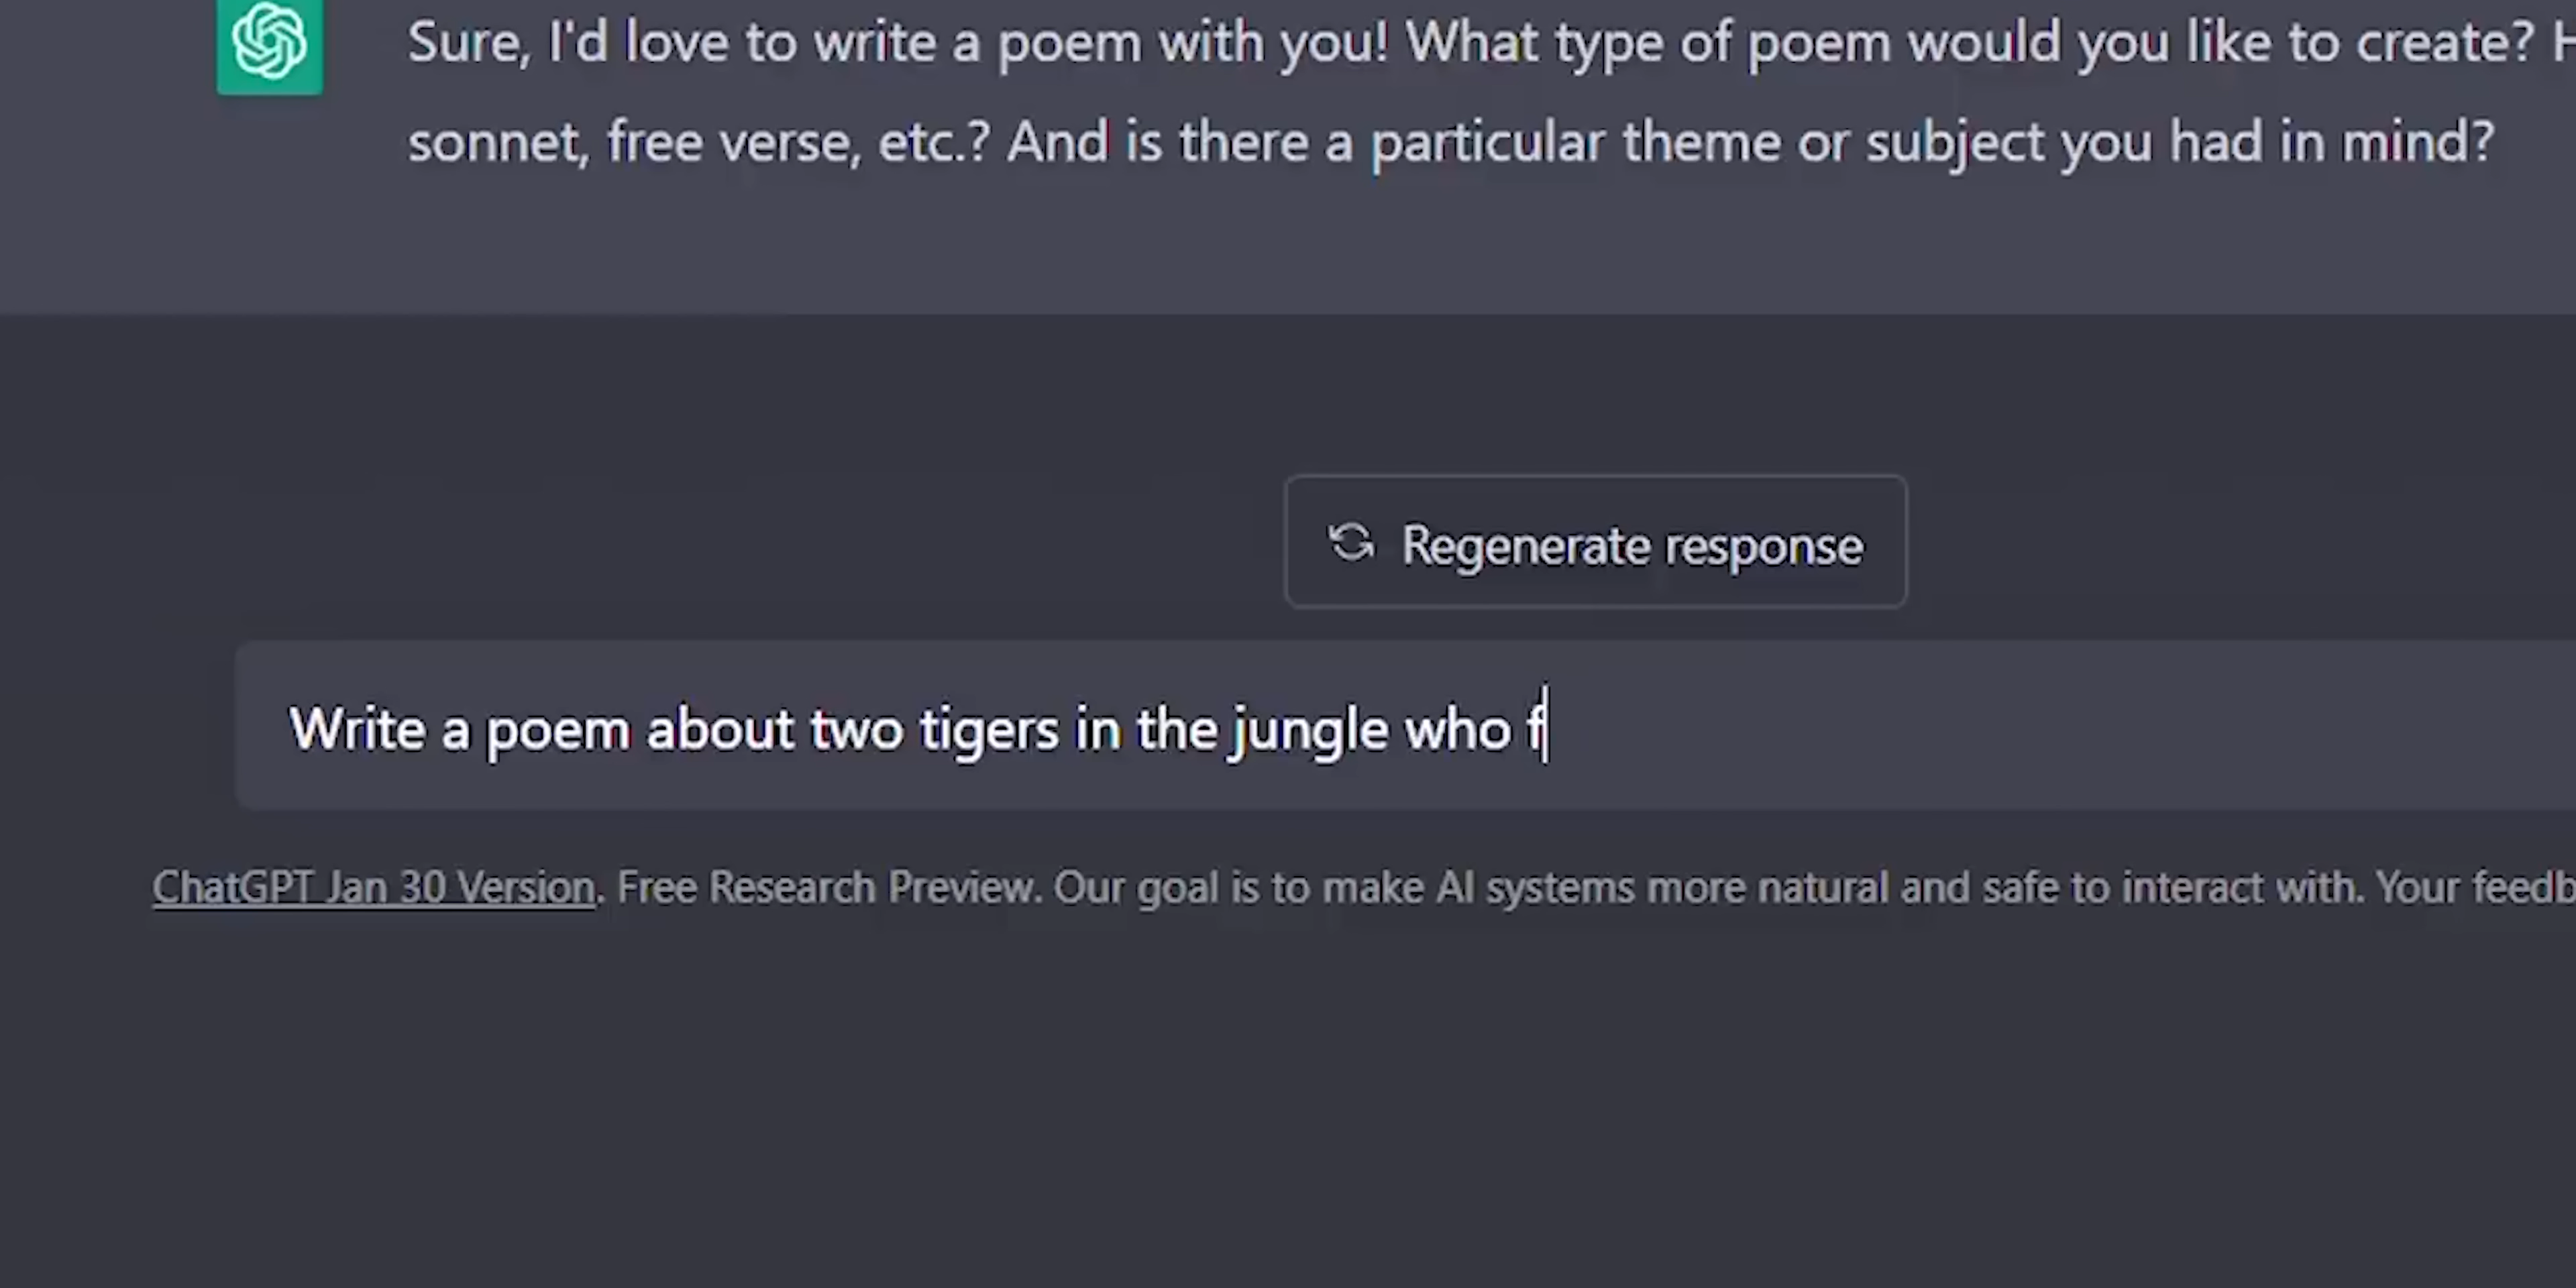 Sure, I'd love to write a poem with you! What type of poem would you like to create?
sonnet, free verse, etc.? And is there a particular theme or subject you had in mind?
Regenerate response
Write a poem about two tigers in the jungle who f
ChatGPT Jan 30 Version. Free Research Preview. Our goal is to make AI systems more natural and safe to interact with. Your